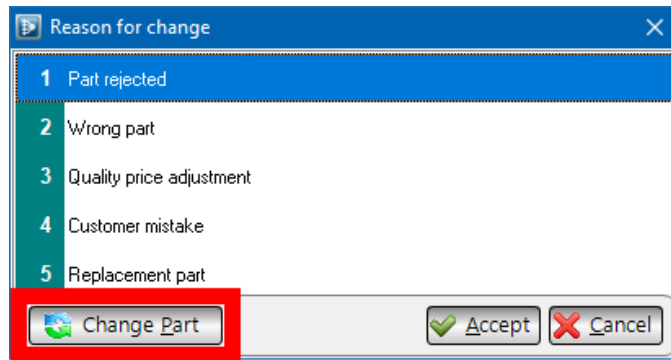 Reason for change
1 Part rejected
2 Wrong part
3 Quality price adjustment
4 Customer mistake
5 Replacement part
Change Part Accept Cancel